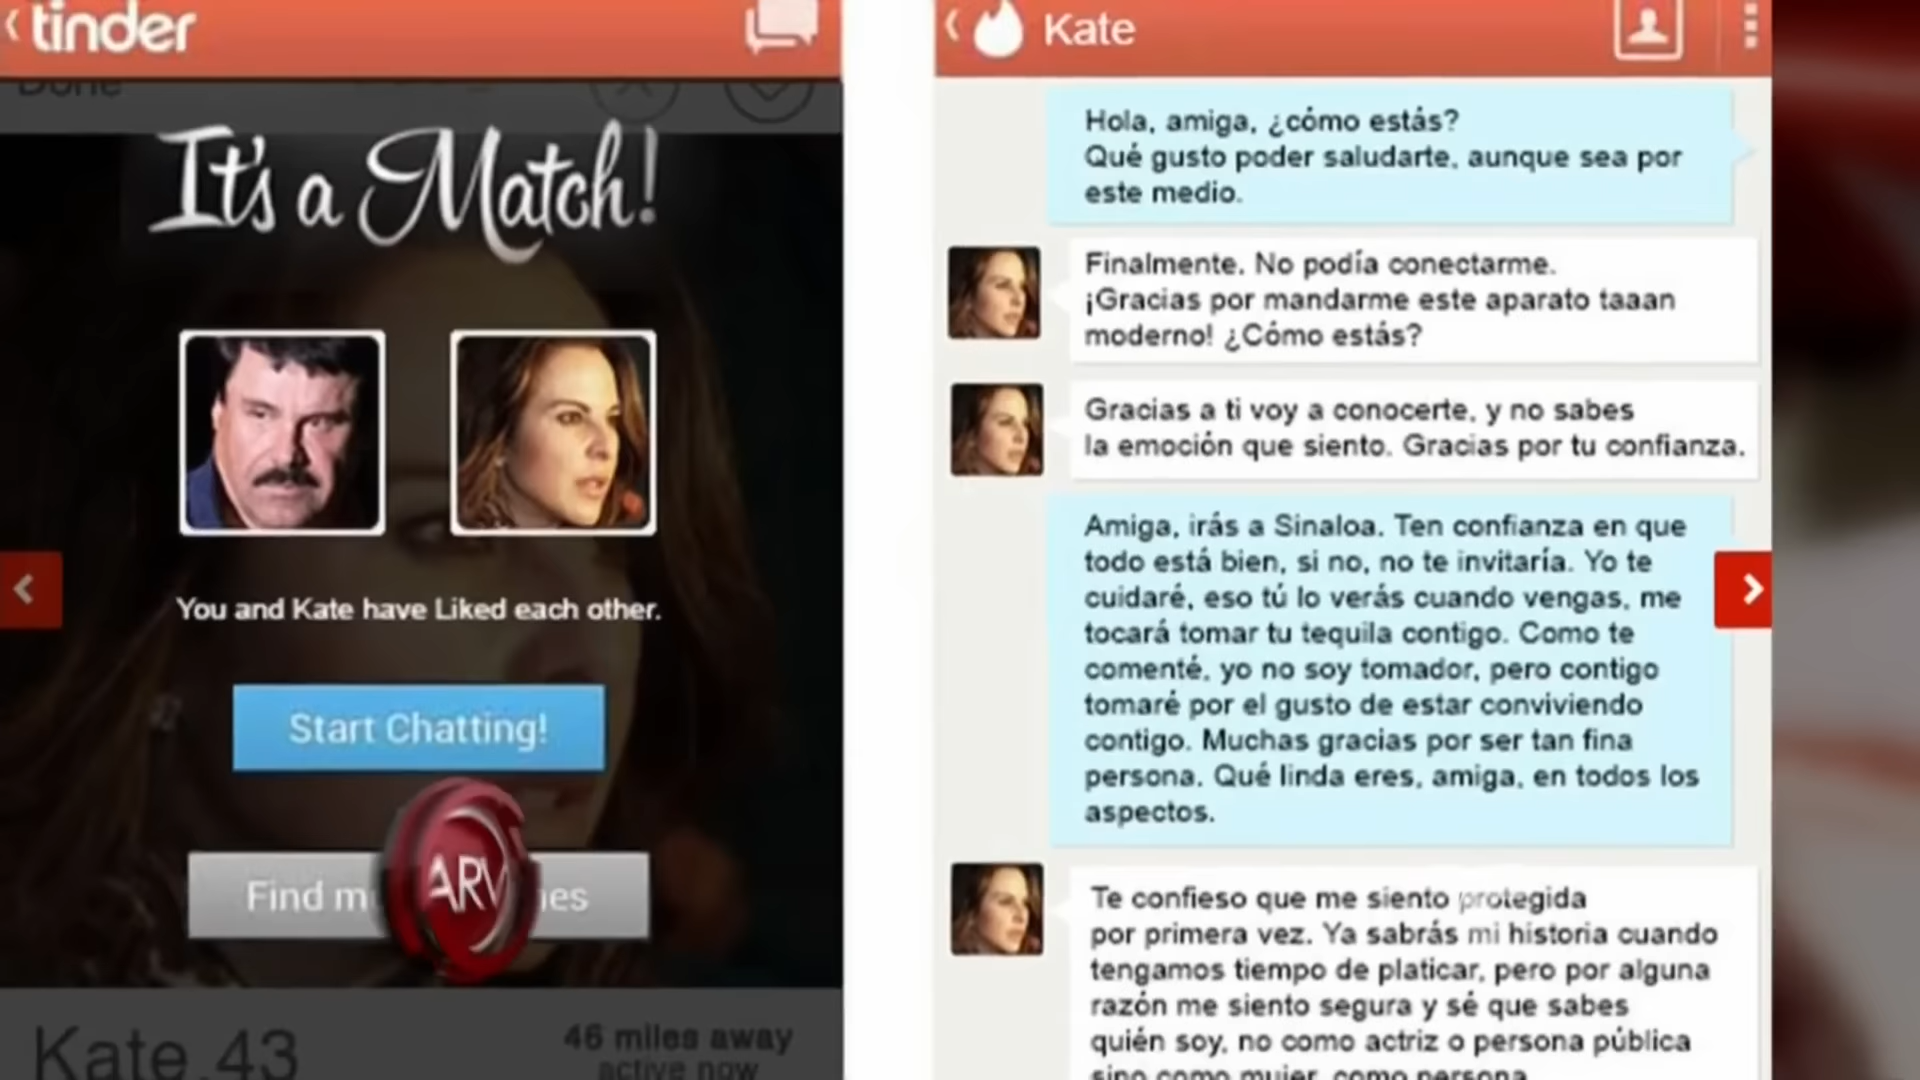 tinder
Done
It's a Match!
You and Kate have Liked each other.
Start Chatting!
Find m
ARV
es
Kate, 43
46 miles away
active now
Kate
Hola, amiga, ¿cómo estás?
Qué gusto poder saludarte, aunque sea por
este medio.
Finalmente. No podía conectarme.
¡Gracias por mandarme este aparato taaan
moderno! ¿Cómo estás?
Gracias a ti voy a conocerte, y no sabes
la emoción que siento. Gracias por tu confianza.
Amiga, irás a Sinaloa. Ten confianza en que
todo está bien, si no, no te invitaría. Yo te
cuidaré, eso tú lo verás cuando vengas, me
tocará tomar tu tequila contigo. Como te
comenté, yo no soy tomador, pero contigo
tomaré por el gusto de estar conviviendo
contigo. Muchas gracias por ser tan fina
persona. Qué linda eres, amiga, en todos los
aspectos.
Te confieso que me siento protegida
por primera vez. Ya sabrás mi historia cuando
tengamos tiempo de platicar, pero por alguna
razón me siento segura y sé que sabes
quién soy, no como actriz o persona pública
sino como mujer, como persona.